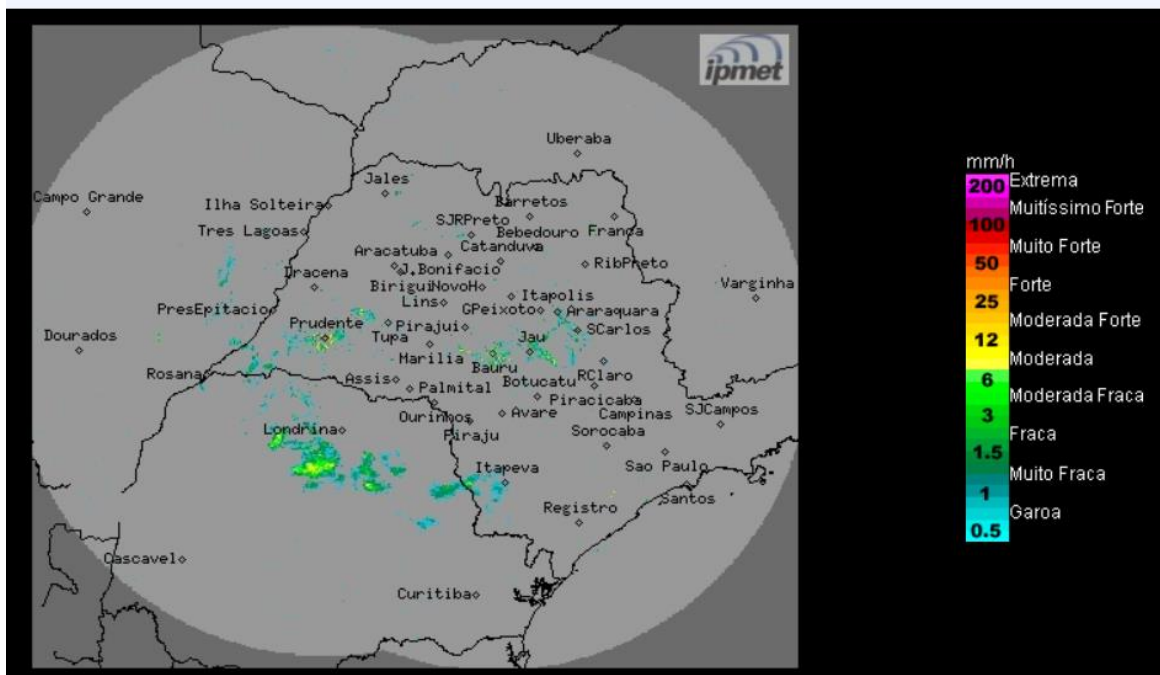 ipmet
Uberaba
Jales
Campo Grande
Ilha Solteira
Barretos
SJRPreto
Tres Lagoas
Bebedouro
Franca
Catanduva
Aracatuba
Dracena
J.Bonifacio
RibPreto
Birigui
NovoH
Varginha
Lins
Itapolis
PresEpitacio
GPeixoto
Araraquara
Prudente
Tupa
Pirajui
SCarlos
Dourados
Marilia
Jau
Bauru
Rosana
Assis
Palmital
Botucatu
RClaro
Piracicaba
Ourinhos
Avare
Campinas
SJCampos
Londrina
Piraju
Sorocaba
Itapeva
Sao Paulo
Santos
Registro
Cascavel
Curitiba
mm/h
200
Extrema
Muitíssimo Forte
100
Muito Forte
50
Forte
25
Moderada Forte
12
Moderada
6
Moderada Fraca
3
Fraca
1.5
Muito Fraca
1
Garoa
0.5